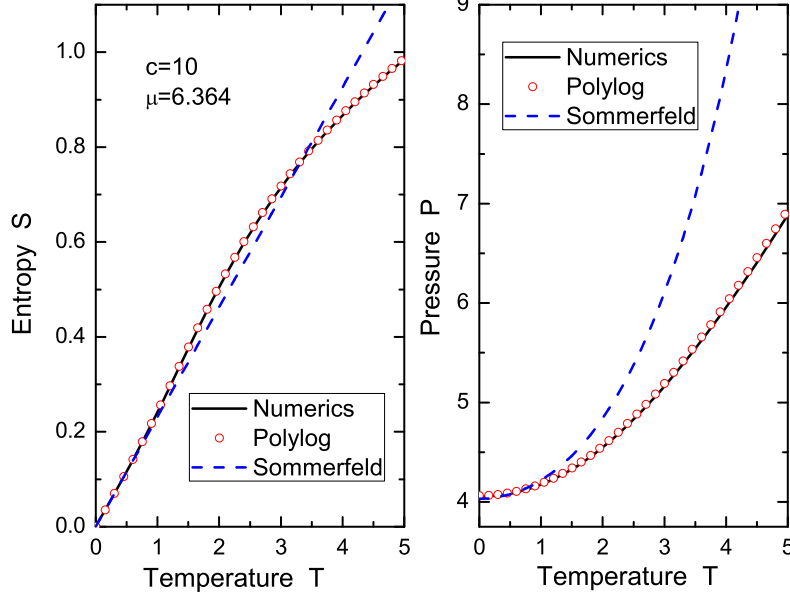 Entropy S
1.0
0.8
0.6
0.4
0.2
0.0
c=10
μ=6.364
Numerics
Polylog
Sommerfeld
0 1 2 3 4 5
Temperature T
Pressure P
9
8
7
6
5
4
Numerics
Polylog
Sommerfeld
0 1 2 3 4 5
Temperature T